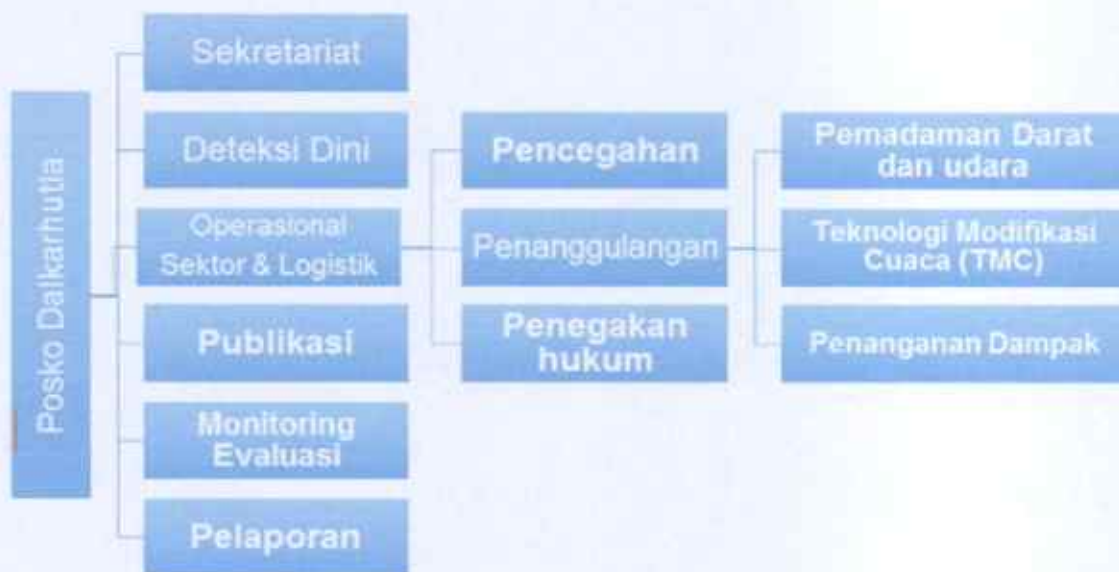 Posko Dalkarhutla
Sekretariat
Deteksi Dini
Operasional
Sektor & Logistik
Publikasi
Monitoring
Evaluasi
Pelaporan
Pencegahan
Penanggulangan
Penegakan
hukum
Pemadaman Darat
dan udara
Teknologi Modifikasi
Cuaca (TMC)
Penanganan Dampak